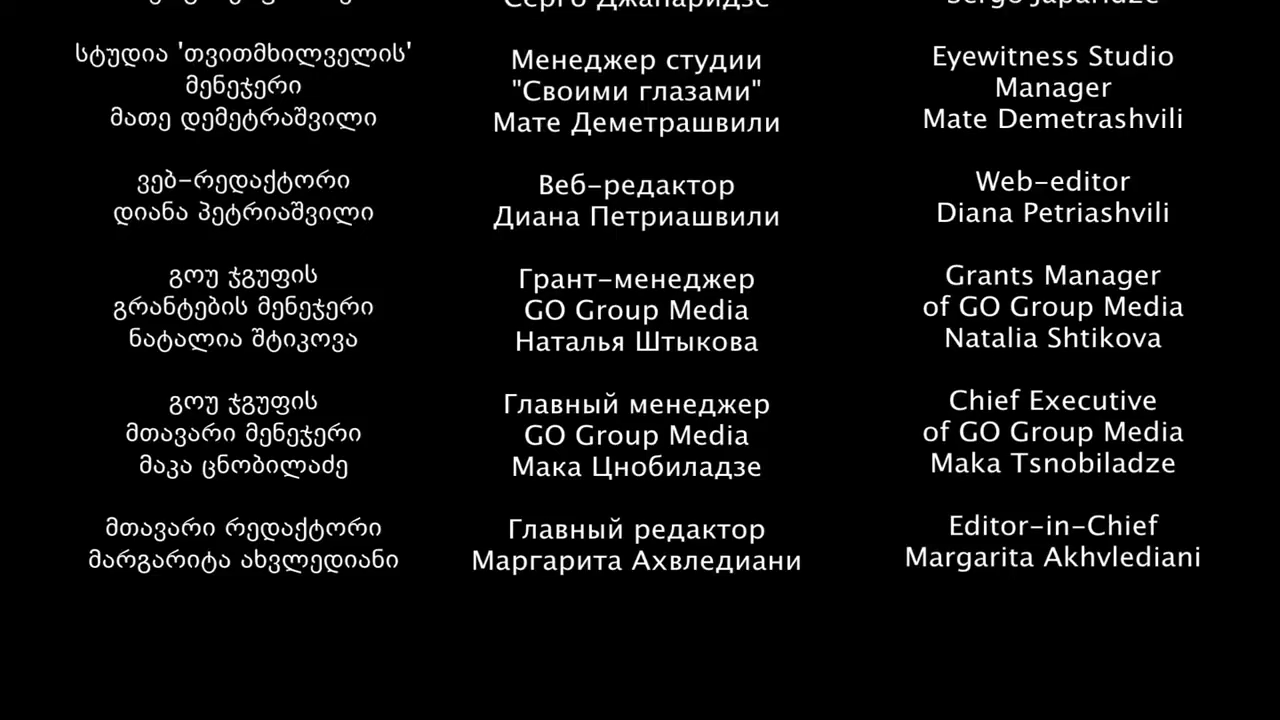 Серго Джапаридзе
Sergo Japaridze
სტუდია 'თვითმხილველის'
მენეჯერი
მათე დემეტრაშვილი
Менеджер студии
"Своими глазами"
Мате Деметрашвили
Eyewitness Studio
Manager
Mate Demetrashvili
ვებ-რედაქტორი
დიანა პეტრიაშვილი
Веб-редактор
Диана Петриашвили
Web-editor
Diana Petriashvili
გოუ ჯგუფის
გრანტების მენეჯერი
ნატალია შტიკოვა
Грант-менеджер
GO Group Media
Наталья Штыкова
Grants Manager
of GO Group Media
Natalia Shtikova
გოუ ჯგუფის
მთავარი მენეჯერი
მაკა ცნობილაძე
Главный менеджер
GO Group Media
Мака Цнобиладзе
Chief Executive
of GO Group Media
Maka Tsnobiladze
მთავარი რედაქტორი
მარგარიტა ახვლედიანი
Главный редактор
Маргарита Ахвледиани
Editor-in-Chief
Margarita Akhvlediani